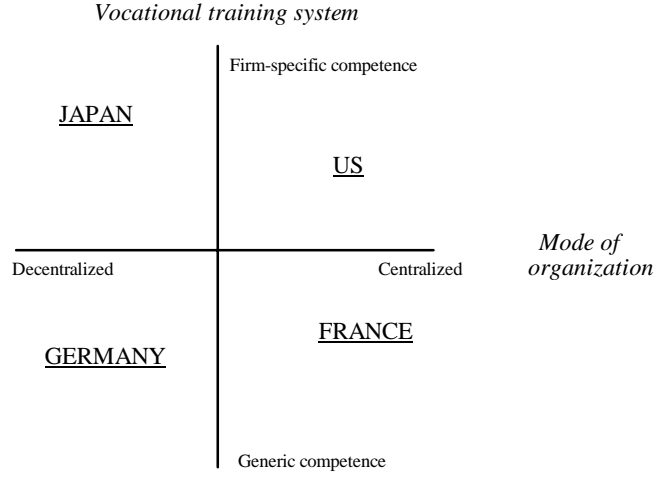 Vocational training system
Firm-specific competence
JAPAN
US
Mode of
organization
Decentralized
Centralized
FRANCE
GERMANY
Generic competence